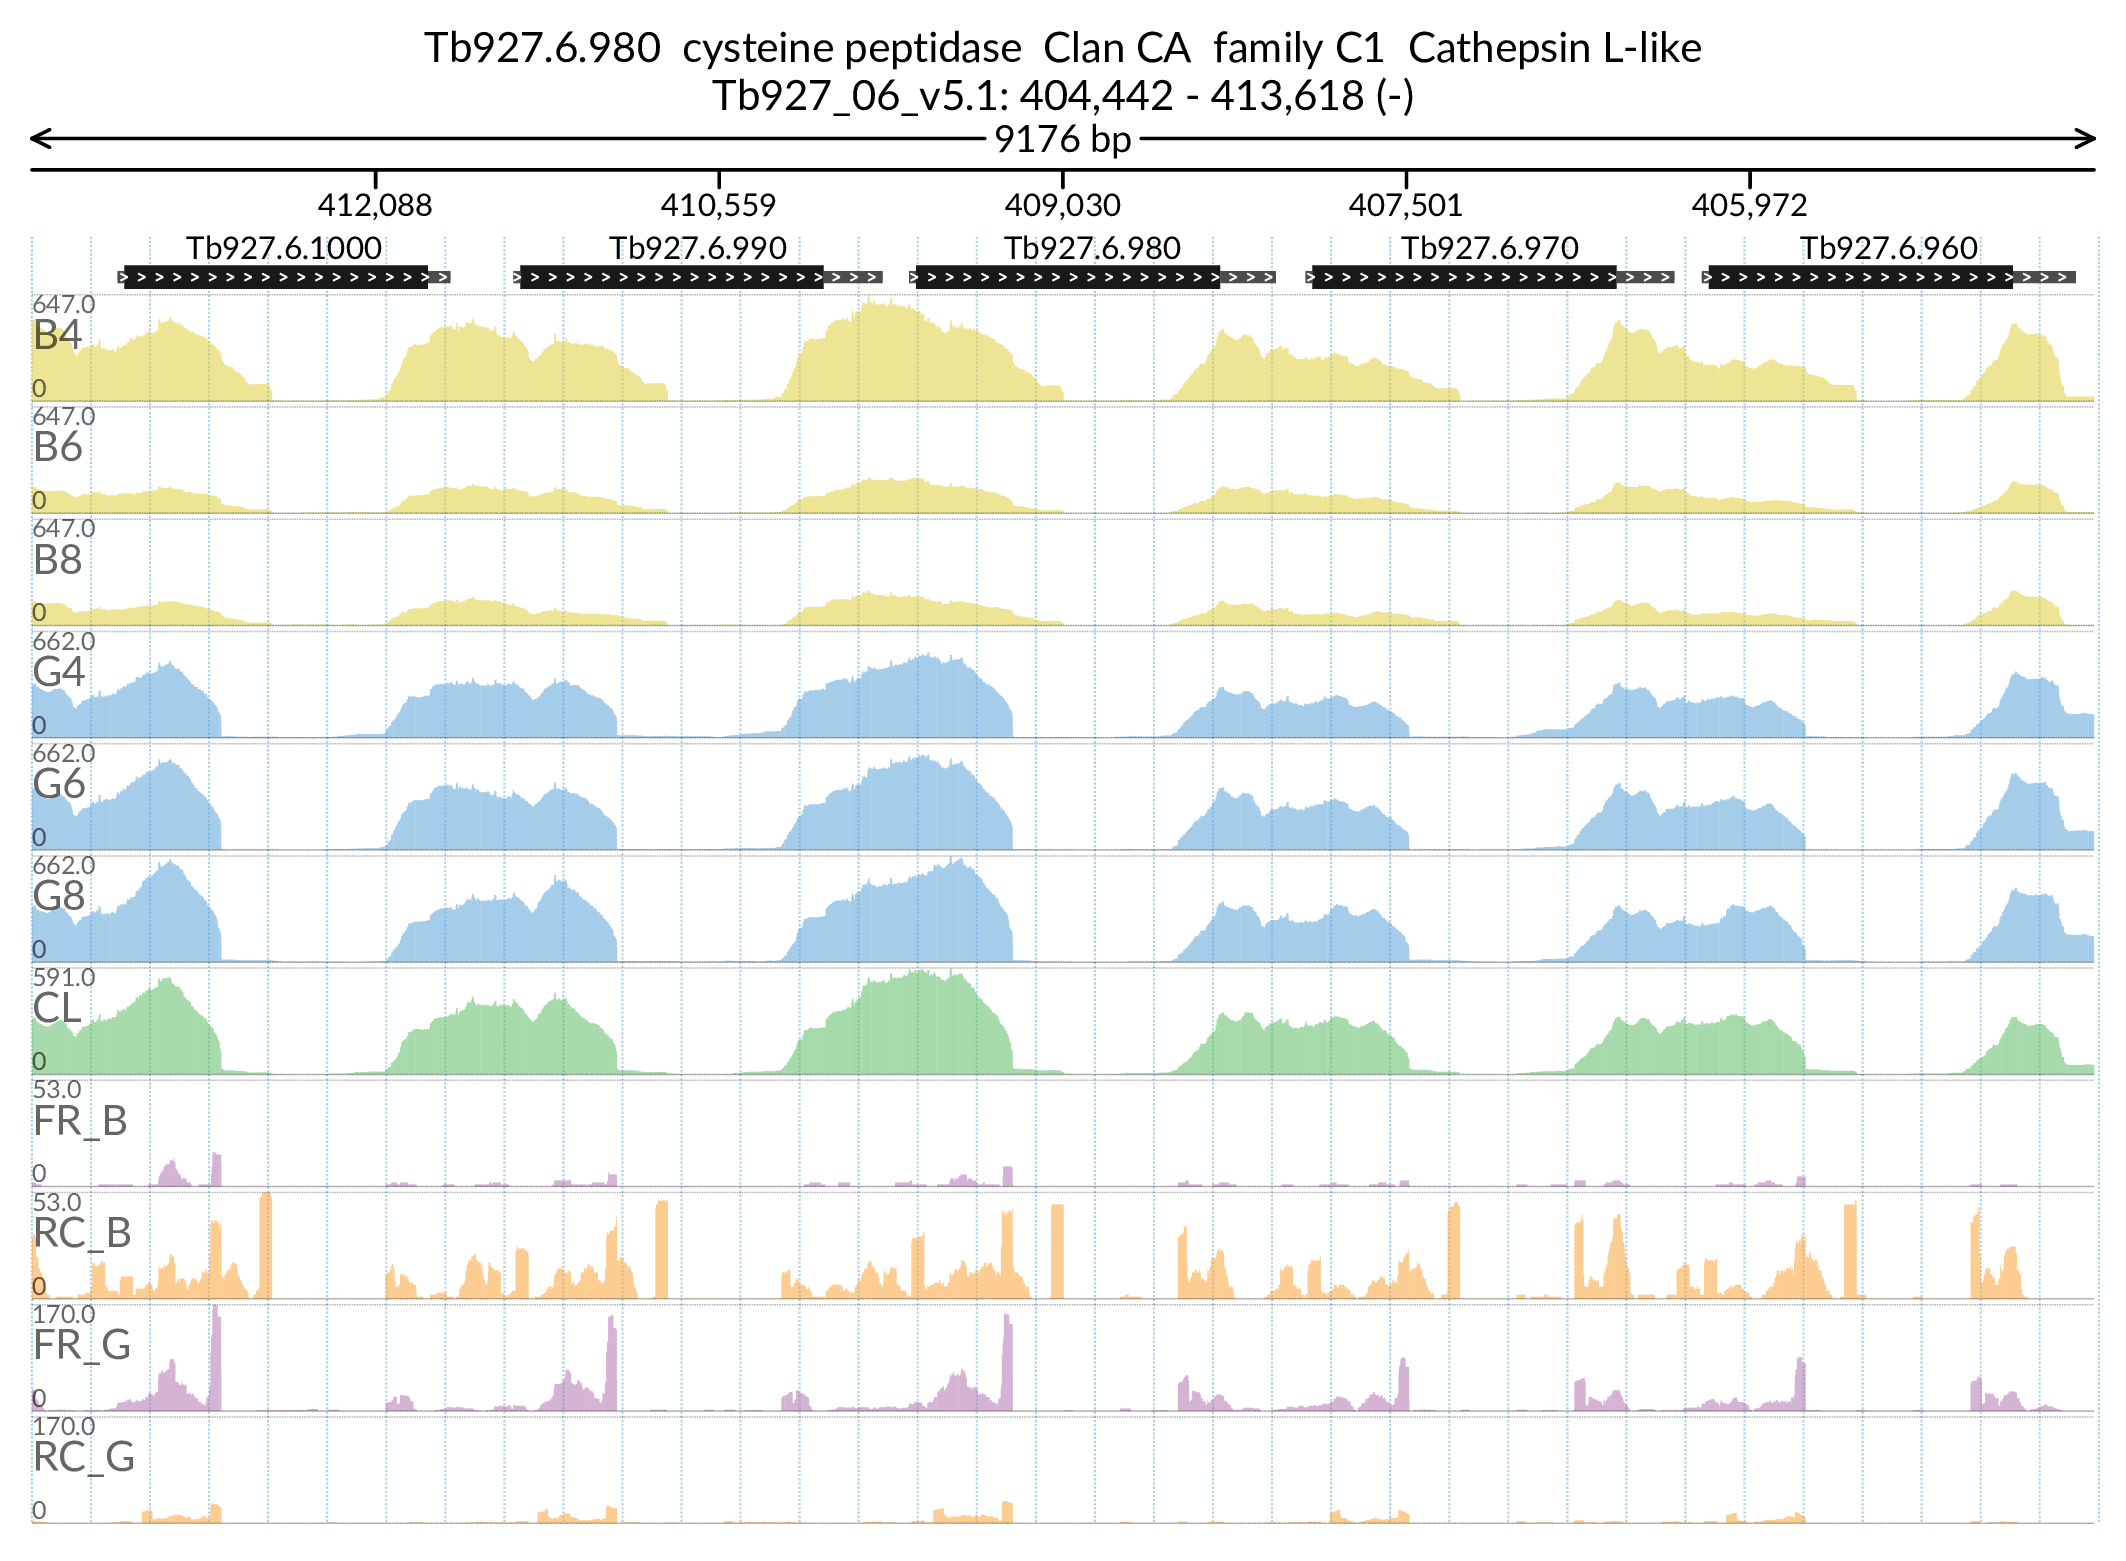 Tb927.6.980 cysteine peptidase Clan CA family C1 Cathepsin L-like
Tb927_06_v5.1: 404,442 - 413,618 (-)
9176 bp
412,088 410,559 409,030 407,501 405,972
Tb927.6.1000 Tb927.6.990 Tb927.6.980 Tb927.6.970 Tb927.6.960
647.0
B4
0
647.0
B6
0
647.0
B8
0
662.0
G4
0
662.0
G6
0
662.0
G8
0
591.0
CL
0
53.0
FR_B
0
53.0
RC_B
0
170.0
FR_G
0
170.0
RC_G
0